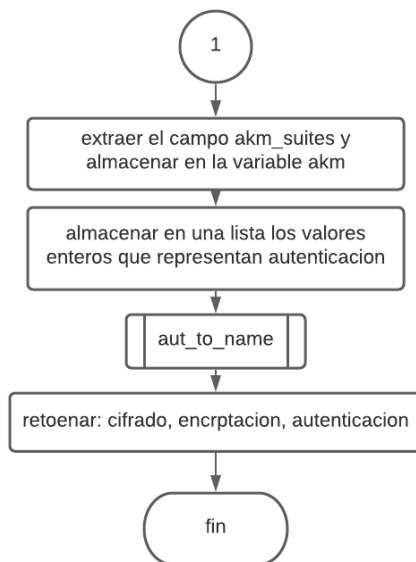 1
extraer el campo akm_suites y
almacenar en la variable akm
almacenar en una lista los valores
enteros que representan autenticacion
aut_to_name
retoenar: cifrado, encrptacion, autenticacion
fin